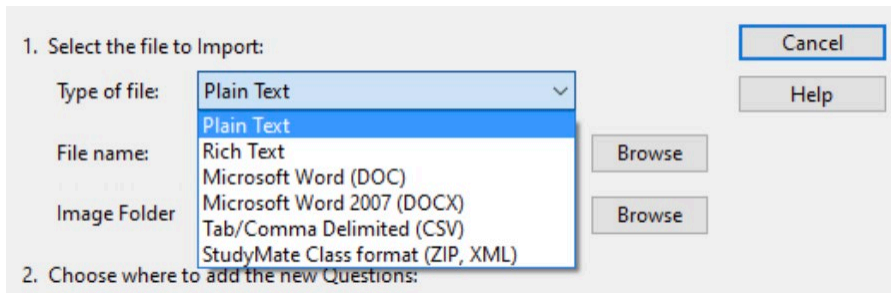 1. Select the file to Import:
Cancel
Type of file:
Plain Text
Help
Plain Text
Rich Text
File name:
Browse
Microsoft Word (DOC)
Microsoft Word 2007 (DOCX)
Image Folder
Browse
Tab/Comma Delimited (CSV)
StudyMate Class format (ZIP, XML)
2. Choose where to add the new Questions: